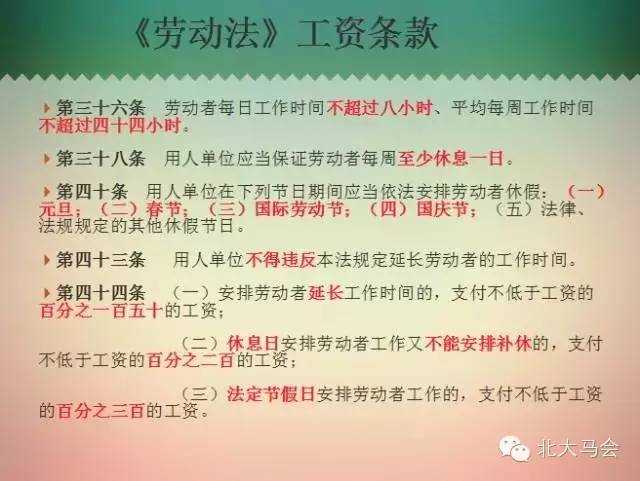 《劳动法》工资条款
第三十六条 劳动者每日工作时间不超过八小时、平均每周工作时间
不超过四十四小时。
第三十八条 用人单位应当保证劳动者每周至少休息一日。
第四十条 用人单位在下列节日期间应当依法安排劳动者休假：（一）
元旦；（二）春节；（三）国际劳动节；（四）国庆节；（五）法律、
法规规定的其他休假节日。
第四十三条 用人单位不得违反本法规定延长劳动者的工作时间。
第四十四条 （一）安排劳动者延长工作时间的，支付不低于工资的
百分之一百五十的工资；
（二）休息日安排劳动者工作又不能安排补休的，支付
不低于工资的百分之二百的工资；
（三）法定节假日安排劳动者工作的，支付不低于工资
的百分之三百的工资。
北大马会